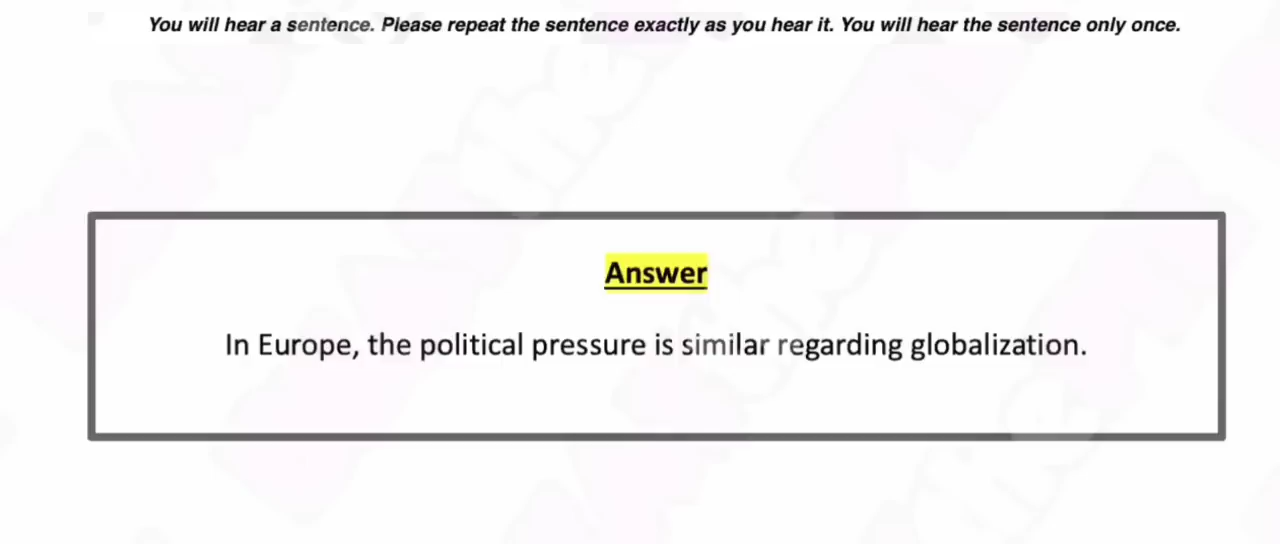 You will hear a sentence. Please repeat the sentence exactly as you hear it. You will hear the sentence only once.
Answer
In Europe, the political pressure is similar regarding globalization.